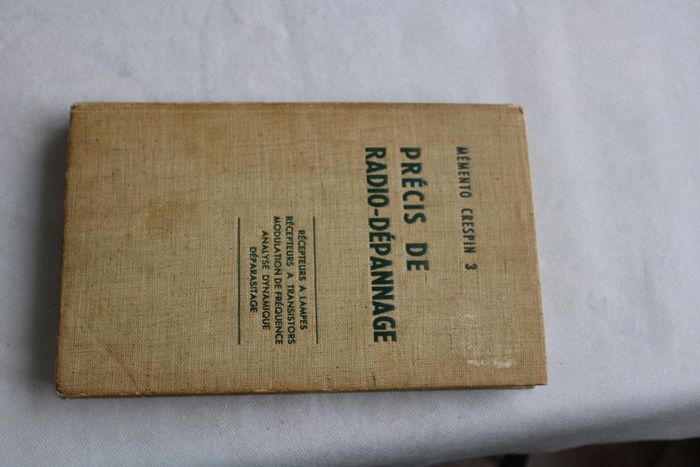 MÉMENTO CRESPIN 3
PRÉCIS DE
RADIO-DÉPANNAGE
RÉCEPTEURS A LAMPES
RÉCEPTEURS A TRANSISTORS
MODULATION DE FRÉQUENCE
ANALYSE DYNAMIQUE
DÉPARASITAGE